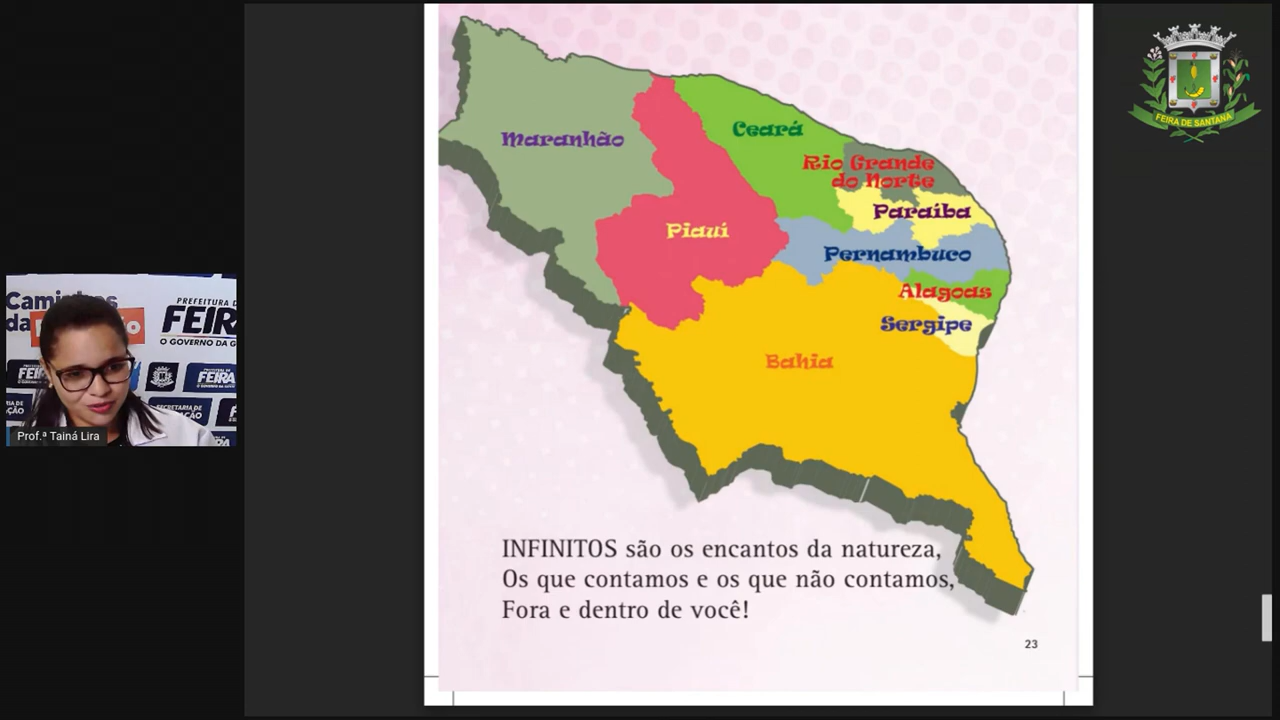 FEIRA DE SANTANA
Maranhão
Ceará
Rio Grande
do Norte
Paraíba
Piauí
Pernambuco
Alagoas
Sergipe
Bahia
INFINITOS são os encantos da natureza,
Os que contamos e os que não contamos,
Fora e dentro de você!
23
PREFEITURA D
FEIRA
O GOVERNO DA G
Prof.ª Tainá Lira